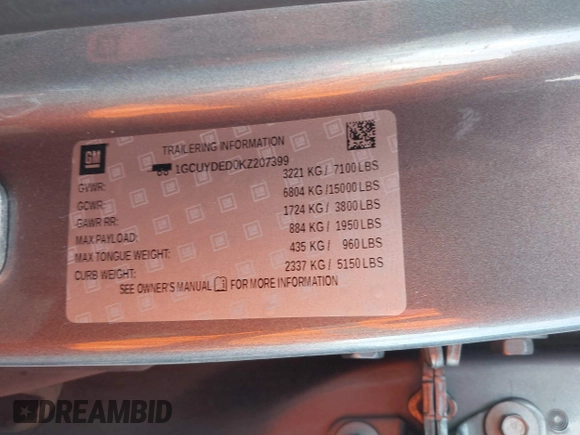 GM
TRAILERING INFORMATION
1GCUYDED0KZ207399
GVWR: 3221 KG / 7100 LBS
GCWR: 6804 KG /15000 LBS
GAWR RR: 1724 KG / 3800 LBS
MAX PAYLOAD: 884 KG / 1950 LBS
MAX TONGUE WEIGHT: 435 KG / 960 LBS
CURB WEIGHT: 2337 KG / 5150 LBS
SEE OWNER'S MANUAL FOR MORE INFORMATION
DREAMBID